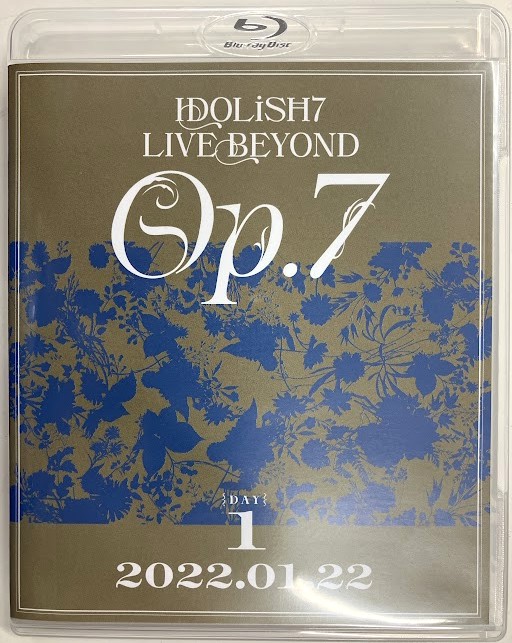 Blu-ray Disc
IDOLiSH7
LIVE BEYOND
Op.7
{DAY}
1
2022.01.22